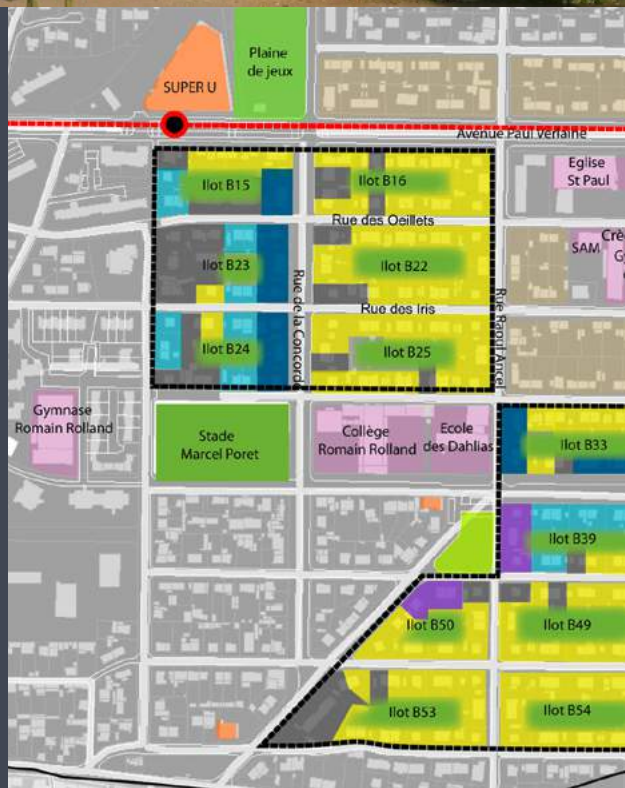 Plaine
de jeux
SUPER U
Avenue Paul Verlaine
Eglise
St Paul
Ilot B15
Ilot B16
Rue des Oeillets
SAM
Ilot B23
Ilot B22
Rue de la Concorde
Rue des Iris
Rue Raoul Ancel
Ilot B24
Ilot B25
Gymnase
Romain Rolland
Stade
Marcel Poret
Collège
Romain Rolland
Ecole
des Dahlias
Ilot B33
Ilot B39
Ilot B50
Ilot B49
Ilot B53
Ilot B54